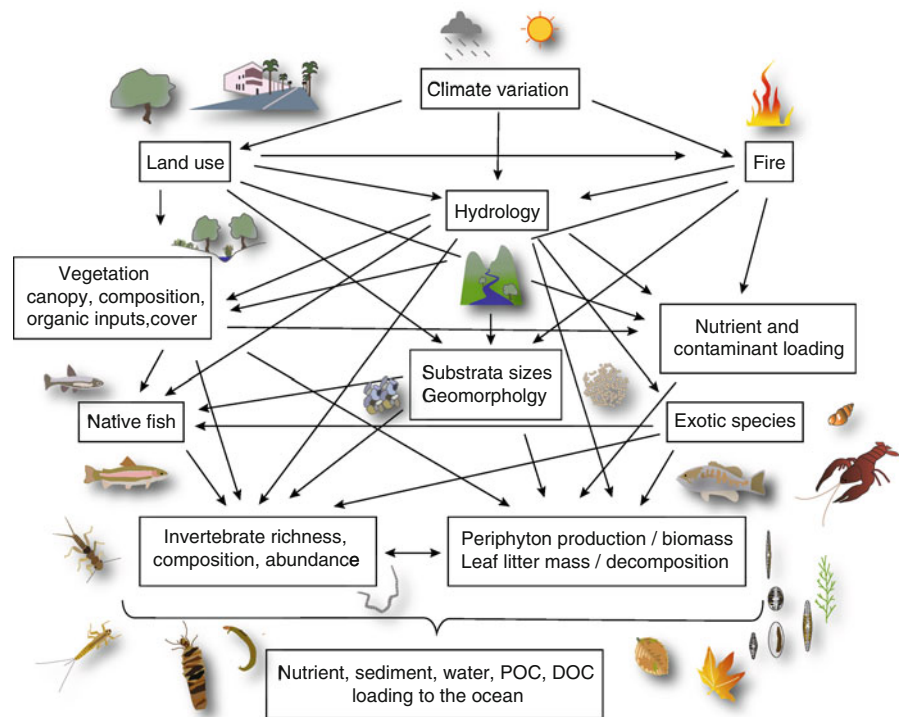 Climate variation
Land use
Fire
Hydrology
Vegetation
canopy, composition,
organic inputs,cover
Nutrient and
contaminant loading
Substrata sizes
Geomorpholgy
Native fish
Exotic species
Invertebrate richness,
composition, abundance
Periphyton production / biomass
Leaf litter mass / decomposition
Nutrient, sediment, water, POC, DOC
loading to the ocean